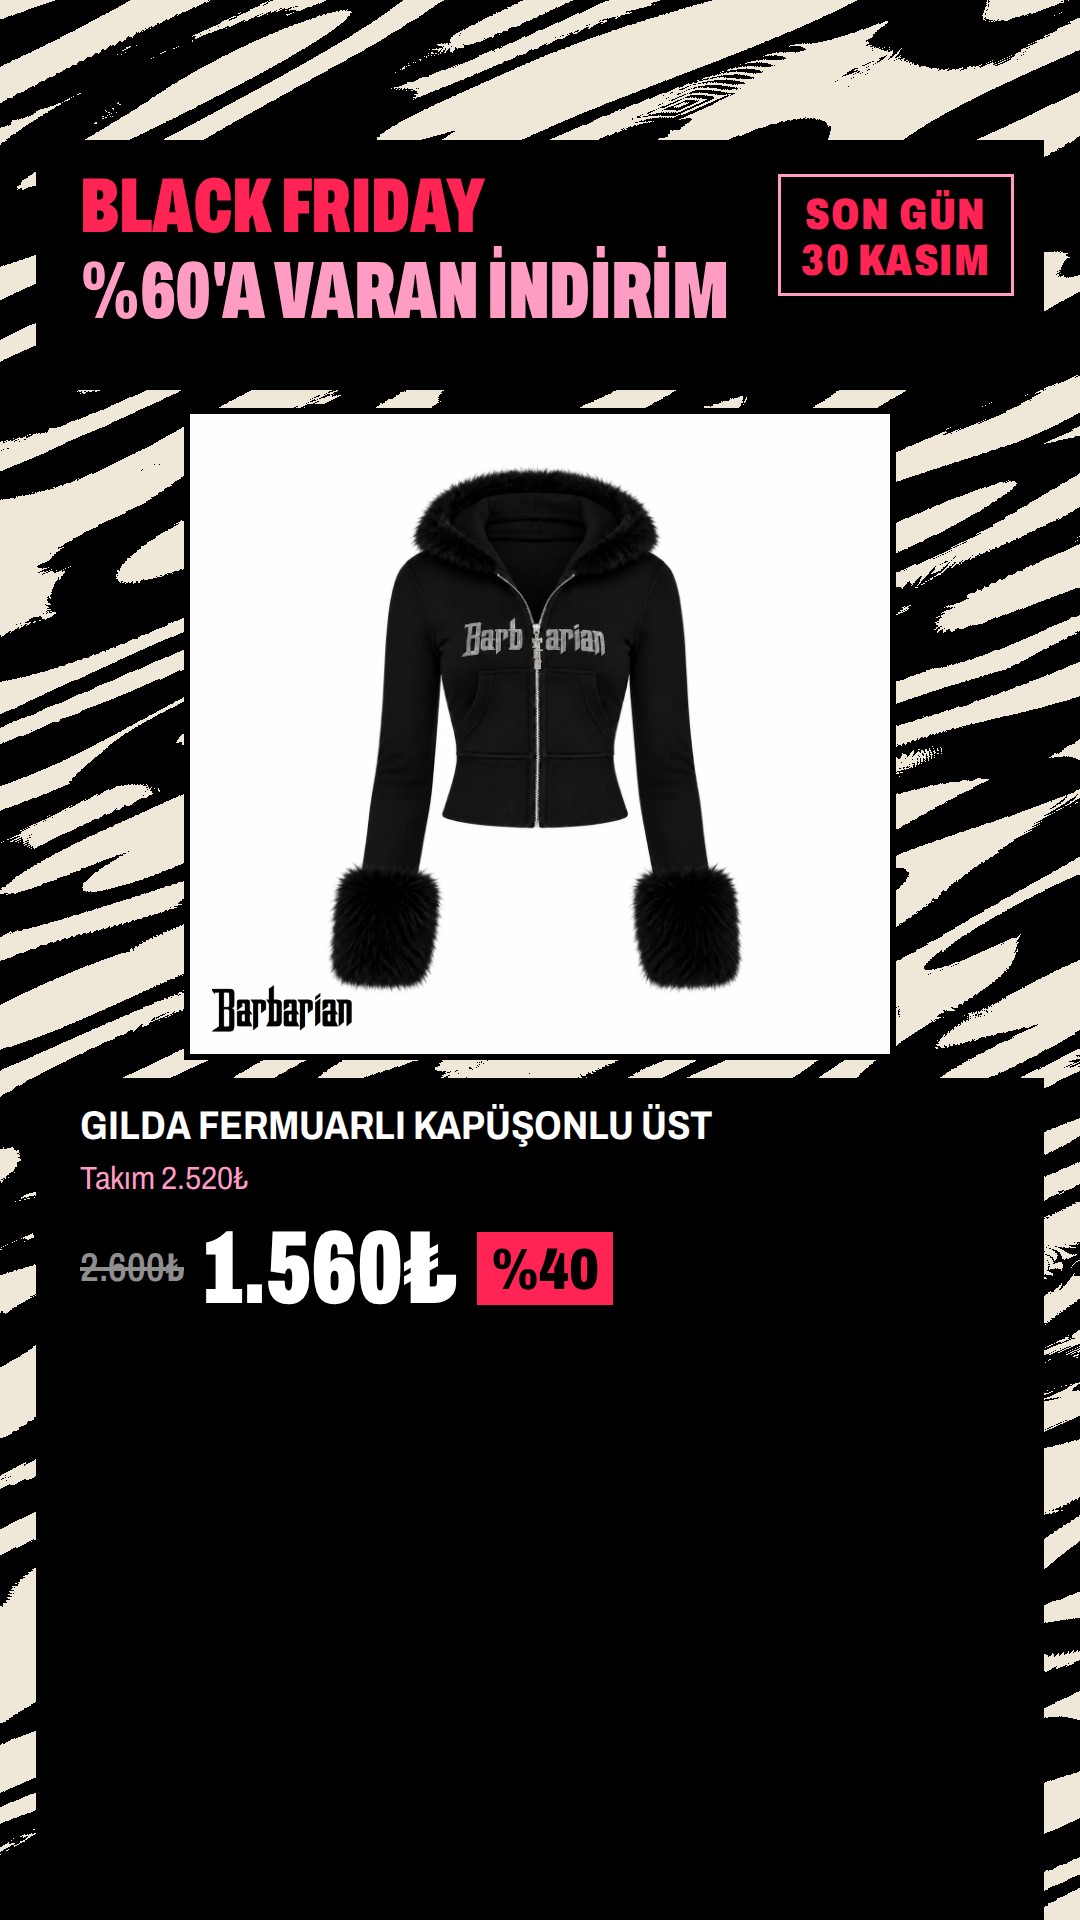 BLACK FRIDAY
%60'A VARAN İNDİRİM
SON GÜN
30 KASIM
Barbarian
Barbarian
GILDA FERMUARLI KAPÜŞONLU ÜST
Takım 2.520₺
2.600₺ 1.560₺ %40